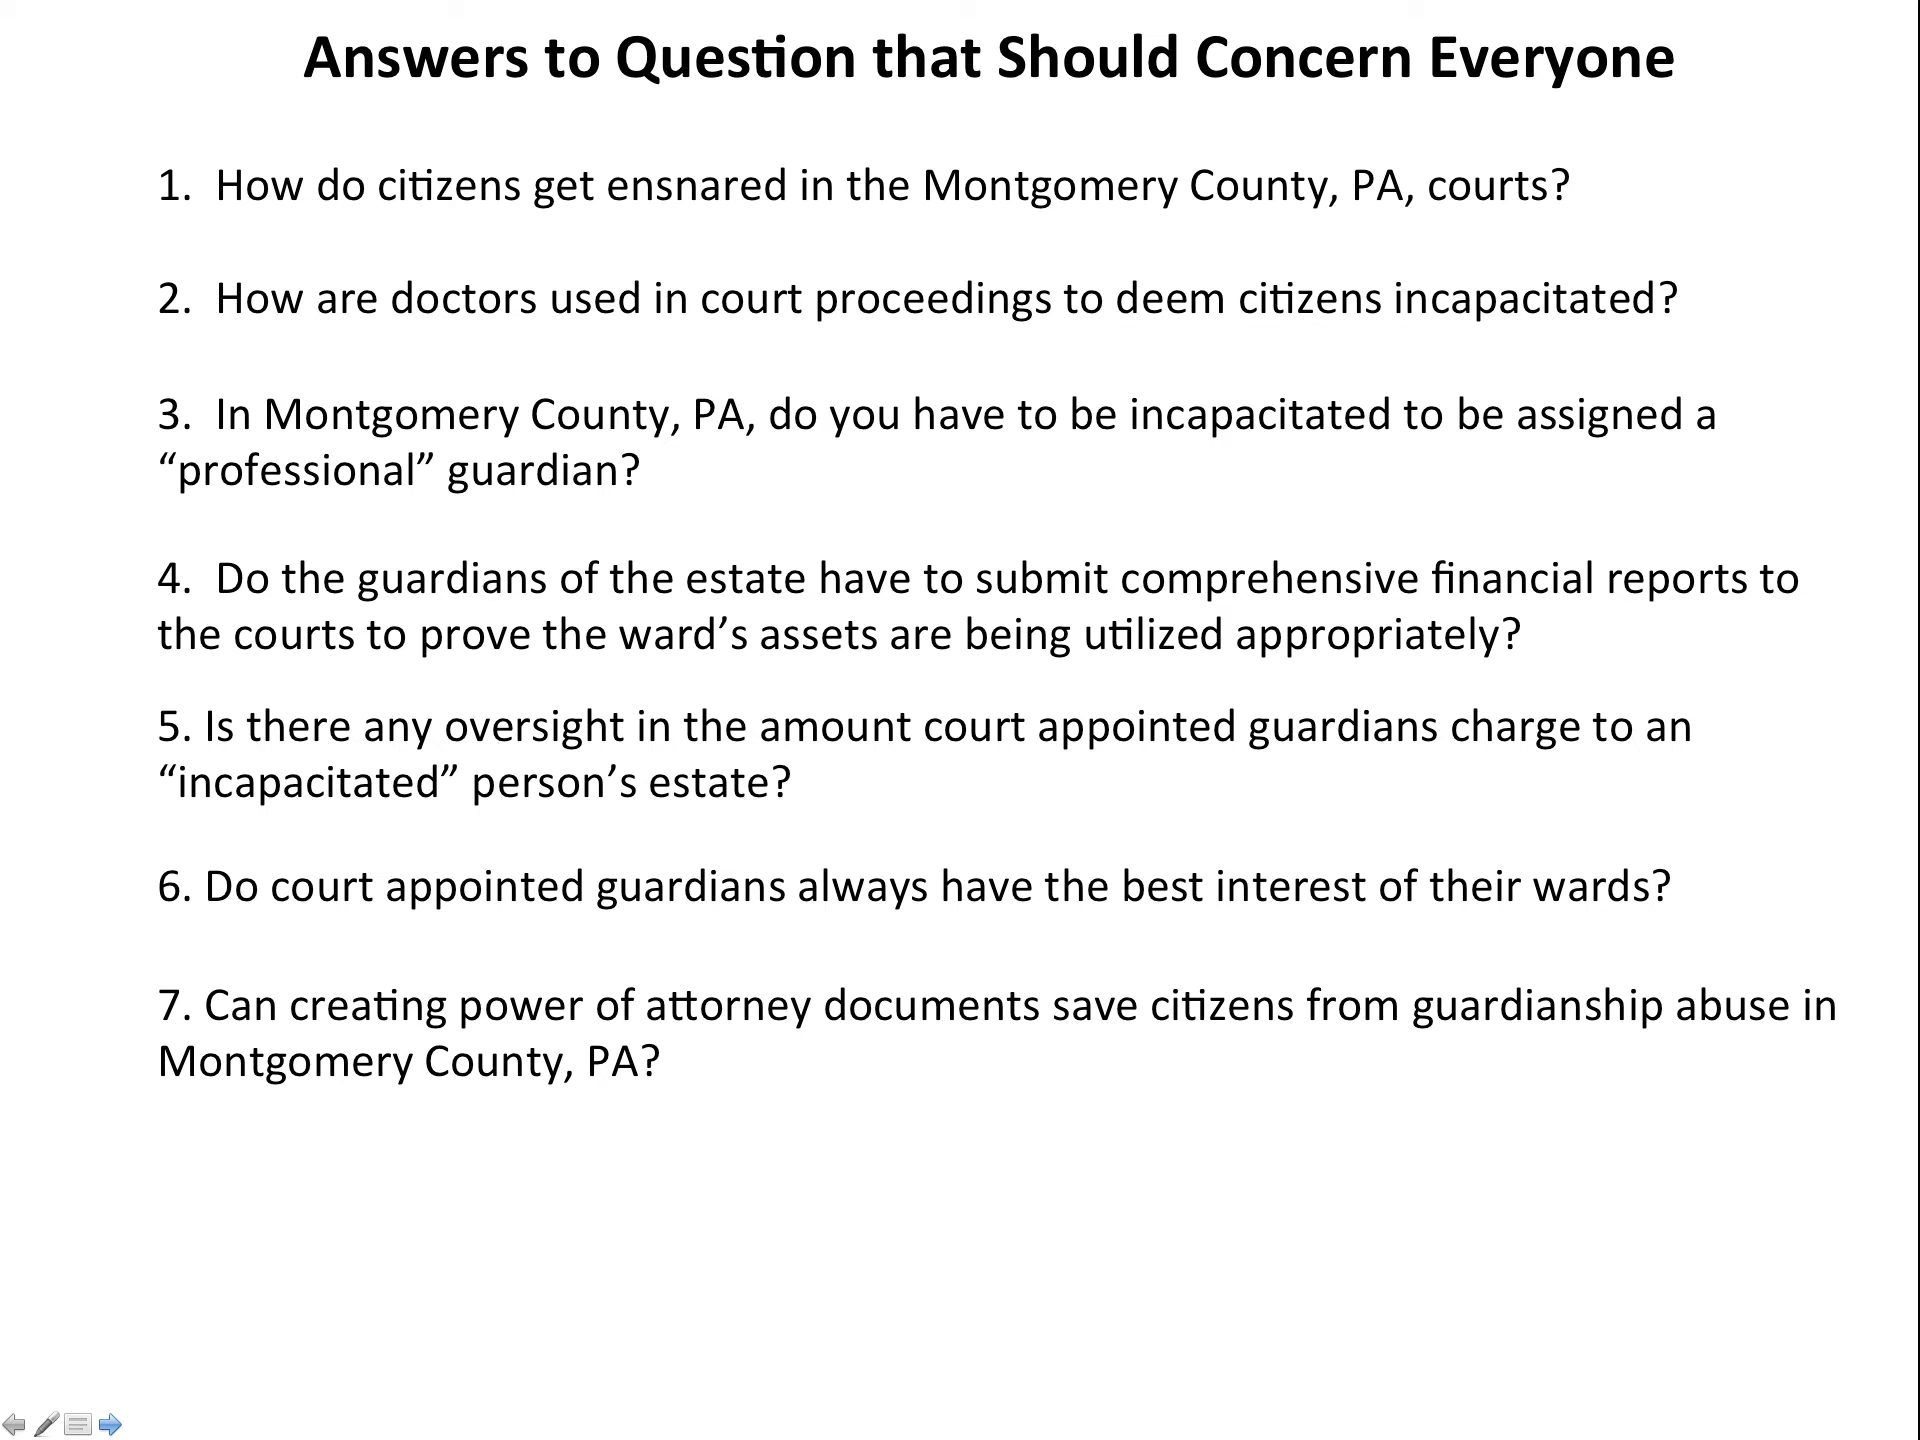 Answers to Question that Should Concern Everyone
1. How do citizens get ensnared in the Montgomery County, PA, courts?
2. How are doctors used in court proceedings to deem citizens incapacitated?
3. In Montgomery County, PA, do you have to be incapacitated to be assigned a
“professional” guardian?
4. Do the guardians of the estate have to submit comprehensive financial reports to
the courts to prove the ward’s assets are being utilized appropriately?
5. Is there any oversight in the amount court appointed guardians charge to an
“incapacitated” person’s estate?
6. Do court appointed guardians always have the best interest of their wards?
7. Can creating power of attorney documents save citizens from guardianship abuse in
Montgomery County, PA?